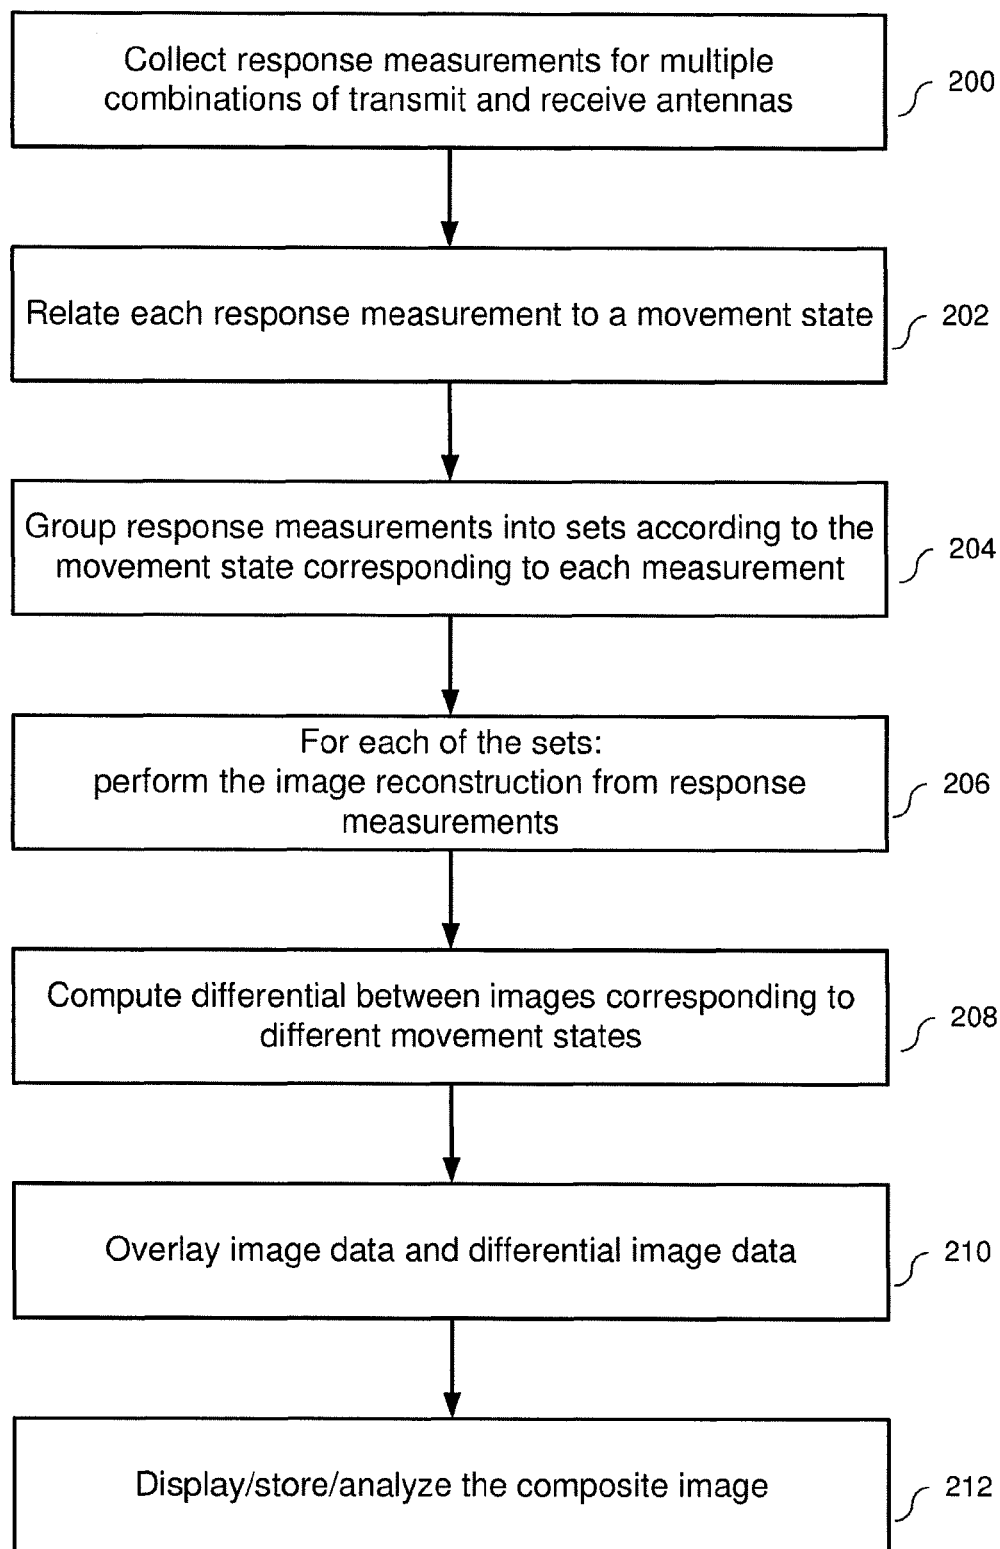 Collect response measurements for multiple
combinations of transmit and receive antennas
200
Relate each response measurement to a movement state
202
Group response measurements into sets according to the
movement state corresponding to each measurement
204
For each of the sets:
perform the image reconstruction from response
measurements
206
Compute differential between images corresponding to
different movement states
208
Overlay image data and differential image data
210
Display/store/analyze the composite image
212